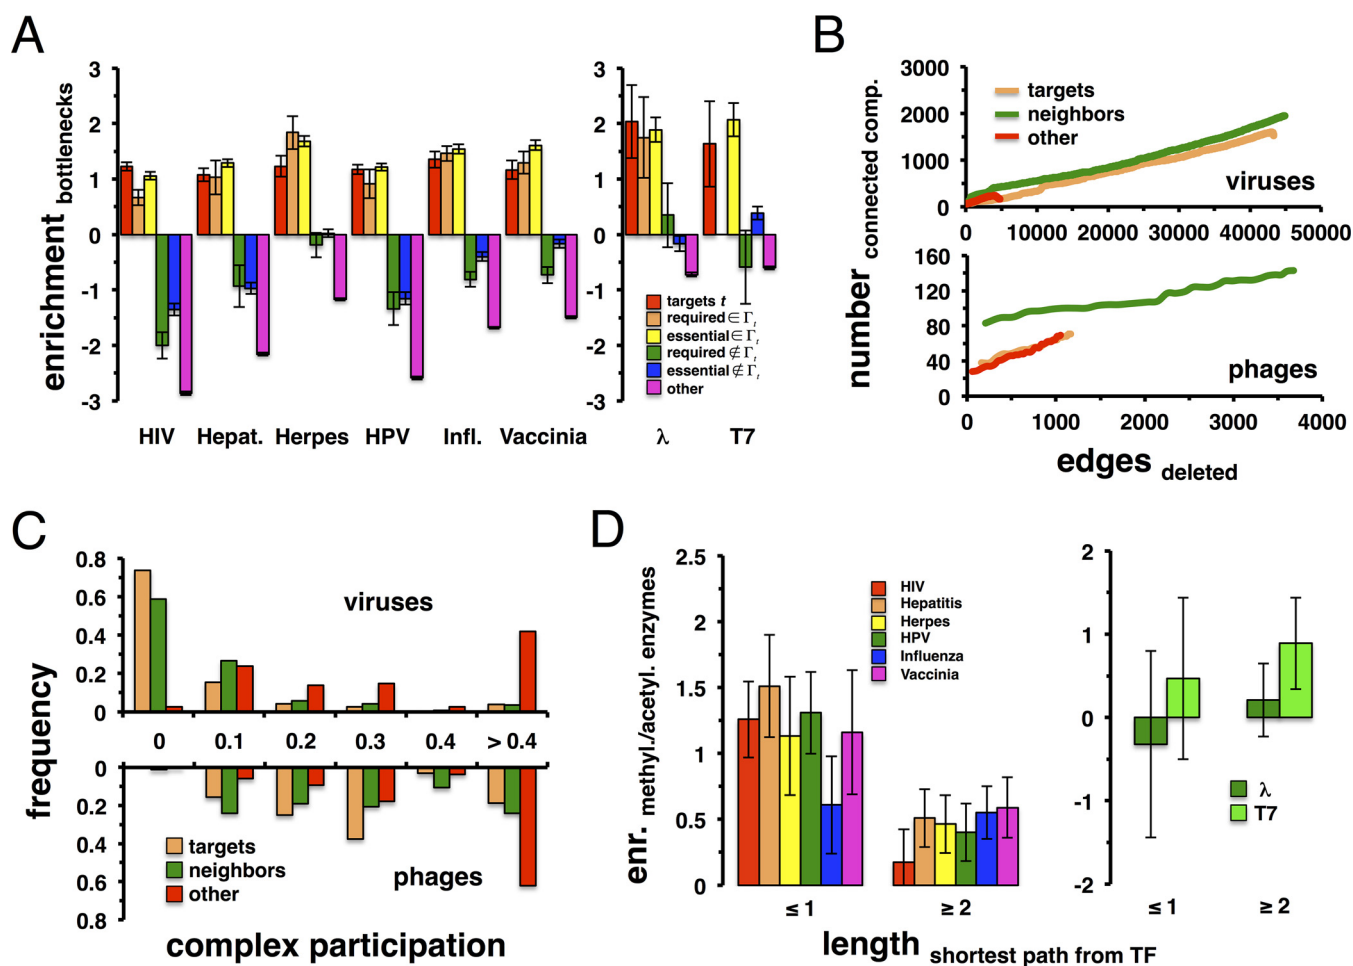 A
enrichment bottlenecks
3
2
1
0
-1
-2
-3
HIV Hepat. Herpes HPV Infl. Vaccinia
3
2
1
0
-1
-2
-3
targets t
required ∈ Γt
essential ∈ Γt
required ∉ Γt
essential ∉ Γt
other
λ T7
B
number connected comp.
3000
2000
1000
0
targets
neighbors
other
viruses
0 10000 20000 30000 40000 50000
160
120
80
40
0
phages
0 1000 2000 3000 4000
edges deleted
C
frequency
0.8
0.6
0.4
0.2
0
viruses
0 0.1 0.2 0.3 0.4 > 0.4
0
0.2
0.4
0.6
0.8
targets
neighbors
other
phages
complex participation
D
enr. methyl./acetyl. enzymes
2.5
2
1.5
1
0.5
0
HIV
Hepatitis
Herpes
HPV
Influenza
Vaccinia
≤ 1 ≥ 2
2
1
0
-1
-2
λ
T7
≤ 1 ≥ 2
length shortest path from TF